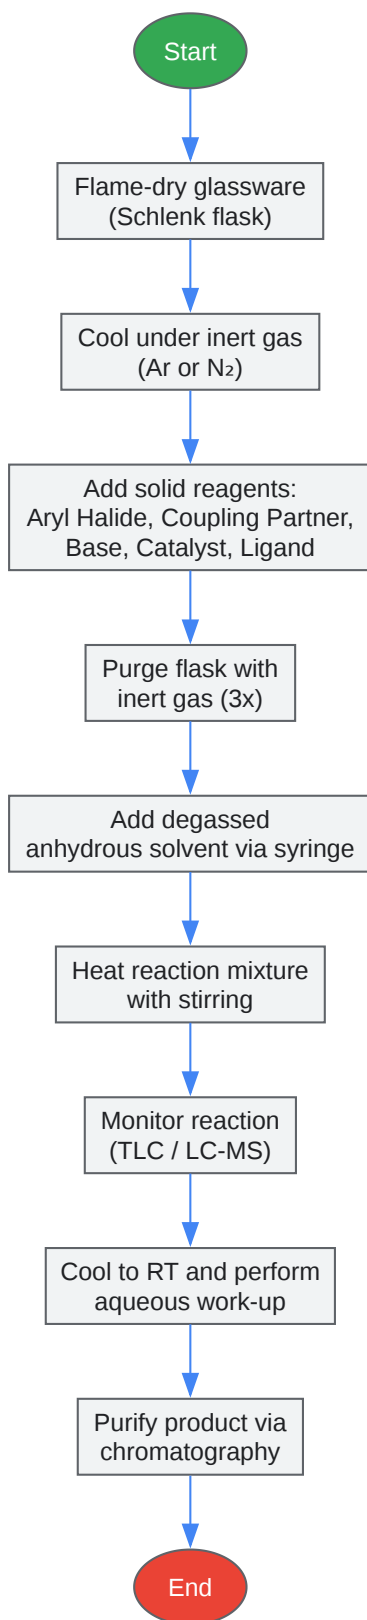 Start
Flame-dry glassware
(Schlenk flask)
Cool under inert gas
(Ar or N₂)
Add solid reagents:
Aryl Halide, Coupling Partner,
Base, Catalyst, Ligand
Purge flask with
inert gas (3x)
Add degassed
anhydrous solvent via syringe
Heat reaction mixture
with stirring
Monitor reaction
(TLC / LC-MS)
Cool to RT and perform
aqueous work-up
Purify product via
chromatography
End